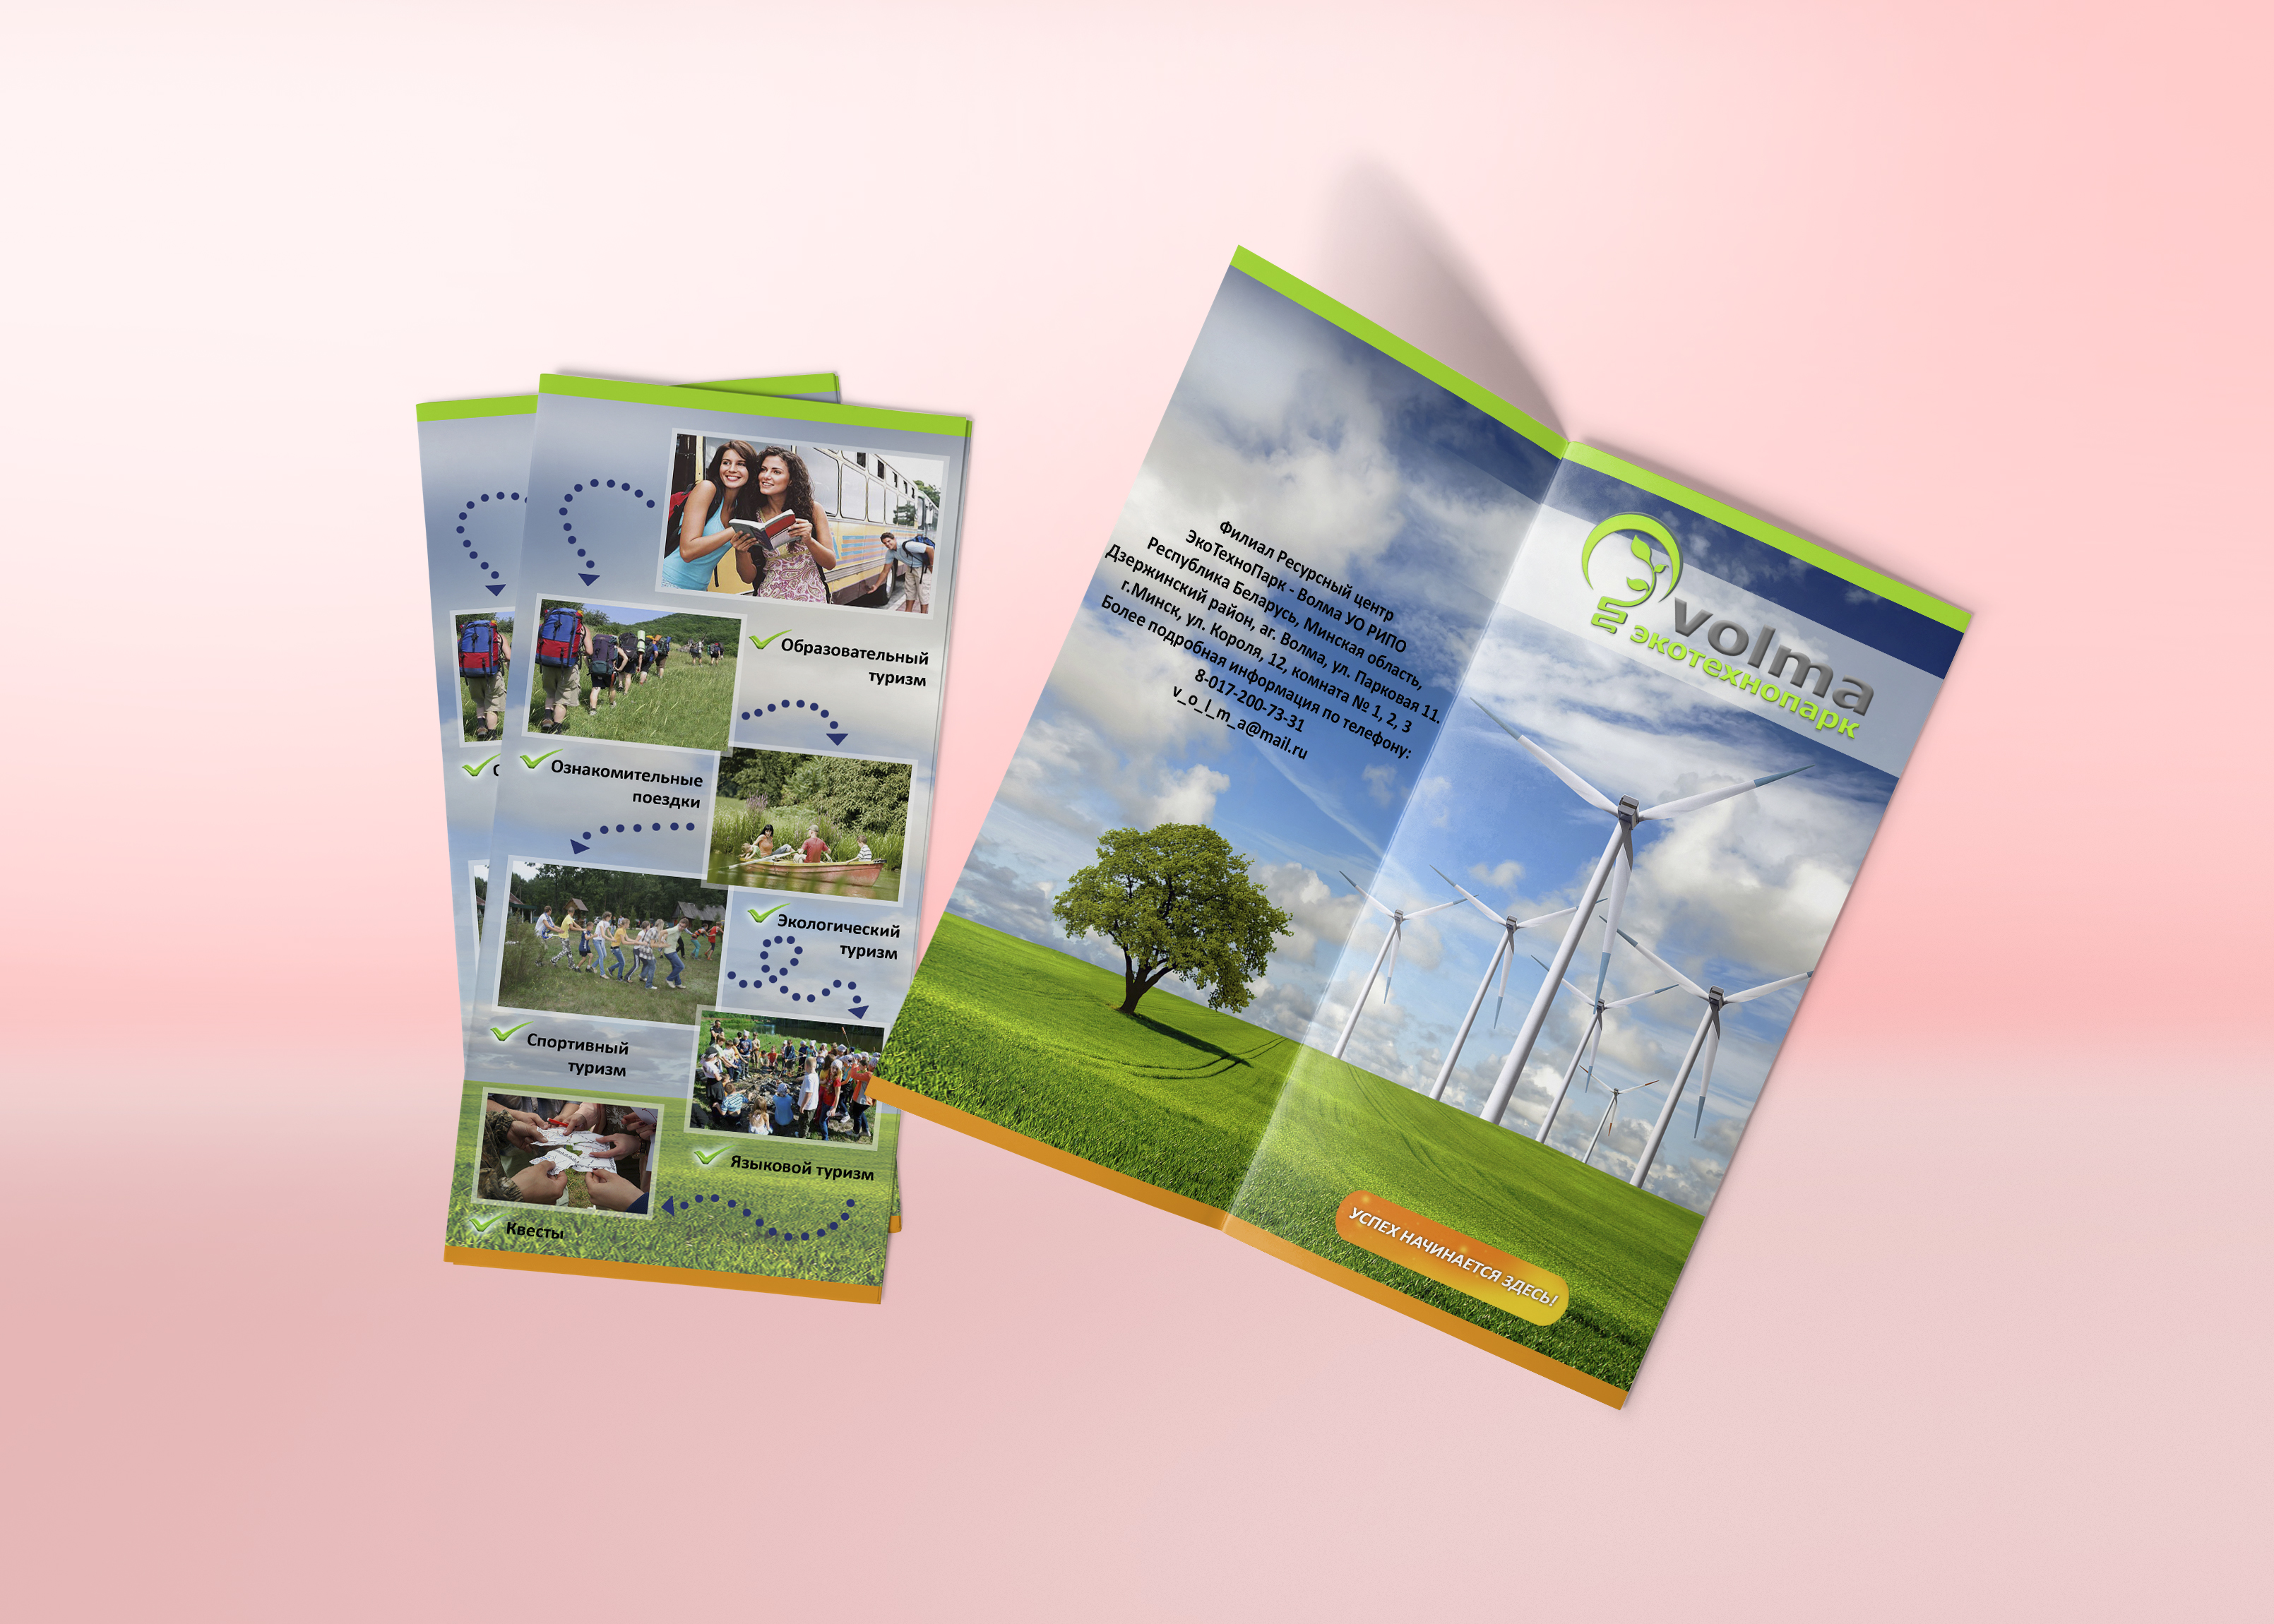 Образовательный
туризм
Ознакомительные
поездки
Экологический
туризм
Спортивный
туризм
Языковой туризм
Квесты
Филиал Ресурсный центр
ЭкоТехноПарк - Волма УО РИПО
Республика Беларусь, Минская область,
Дзержинский район, аг. Волма, ул. Парковая 11.
г.Минск, ул. Короля, 12, комната № 1, 2, 3
Более подробная информация по телефону:
8-017-200-73-31
v_o_l_m_a@mail.ru
volma
экотехнопарк
УСПЕХ НАЧИНАЕТСЯ ЗДЕСЬ!